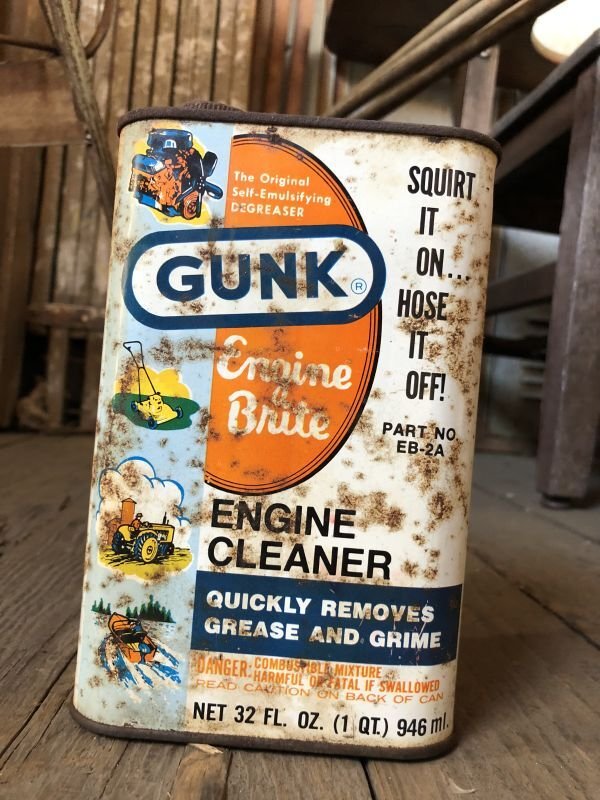 The Original
Self-Emulsifying
DEGREASER
GUNK®
Engine
Brite
SQUIRT
IT
ON...
HOSE
IT
OFF!
PART NO.
EB-2A
ENGINE
CLEANER
QUICKLY REMOVES
GREASE AND GRIME
DANGER: COMBUSTIBLE MIXTURE
HARMFUL OR FATAL IF SWALLOWED
READ CAUTION ON BACK OF CAN
NET 32 FL. OZ. (1 QT.) 946 ml.